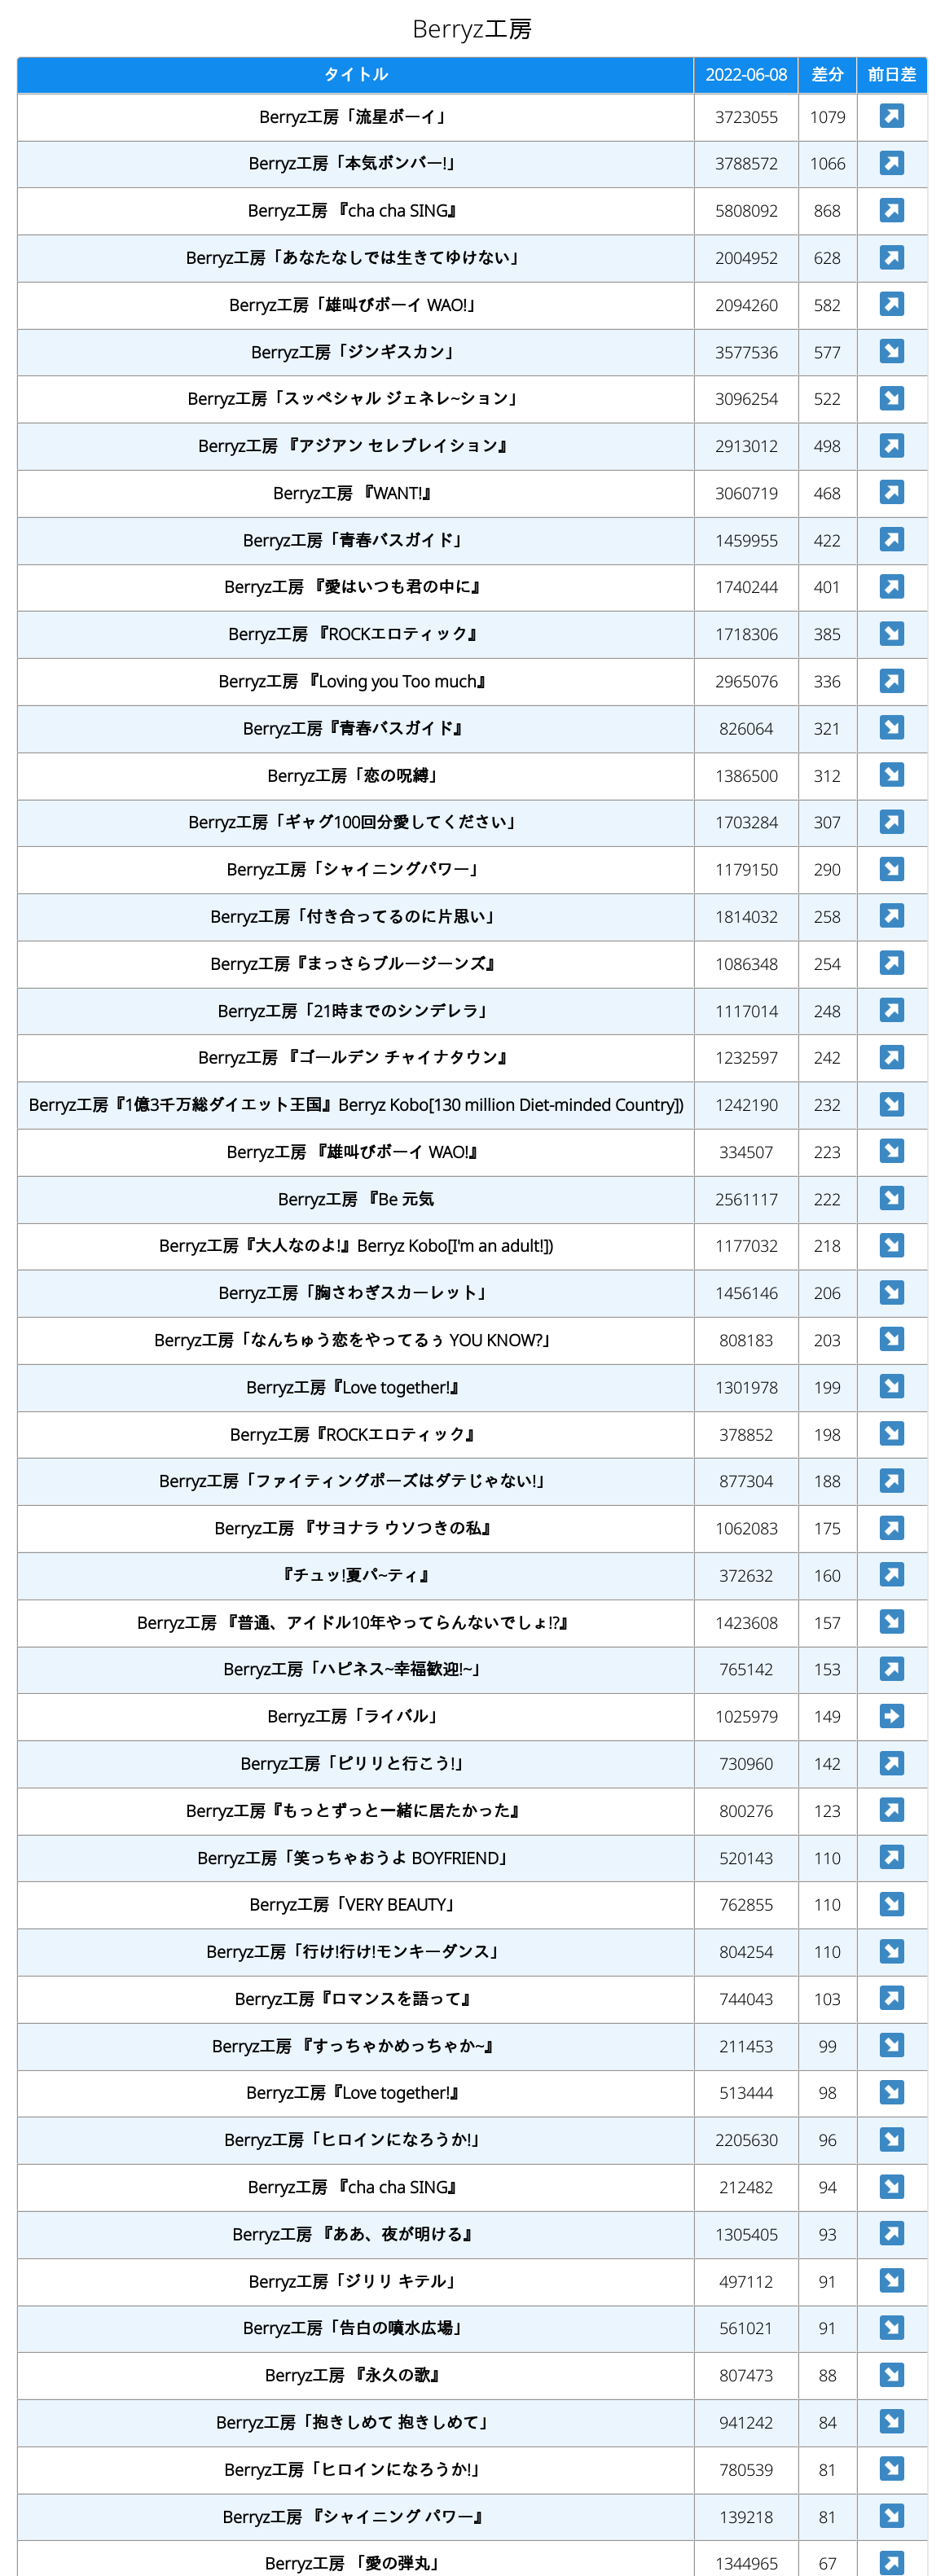 Berryz工房
タイトル 2022-06-08 差分 前日差
Berryz工房「流星ボーイ」 3723055 1079 ↗
Berryz工房「本気ボンバー!」 3788572 1066 ↗
Berryz工房 『cha cha SING』 5808092 868 ↗
Berryz工房「あなたなしでは生きてゆけない」 2004952 628 ↗
Berryz工房「雄叫びボーイ WAO!」 2094260 582 ↗
Berryz工房「ジンギスカン」 3577536 577 ↘
Berryz工房「スッペシャル ジェネレ~ション」 3096254 522 ↘
Berryz工房 『アジアン セレブレイション』 2913012 498 ↗
Berryz工房 『WANT!』 3060719 468 ↗
Berryz工房「青春バスガイド」 1459955 422 ↗
Berryz工房 『愛はいつも君の中に』 1740244 401 ↗
Berryz工房 『ROCKエロティック』 1718306 385 ↘
Berryz工房 『Loving you Too much』 2965076 336 ↗
Berryz工房『青春バスガイド』 826064 321 ↘
Berryz工房「恋の呪縛」 1386500 312 ↘
Berryz工房「ギャグ100回分愛してください」 1703284 307 ↗
Berryz工房「シャイニングパワー」 1179150 290 ↘
Berryz工房「付き合ってるのに片思い」 1814032 258 ↗
Berryz工房『まっさらブルージーンズ』 1086348 254 ↗
Berryz工房「21時までのシンデレラ」 1117014 248 ↗
Berryz工房 『ゴールデン チャイナタウン』 1232597 242 ↗
Berryz工房『1億3千万総ダイエット王国』Berryz Kobo[130 million Diet-minded Country]) 1242190 232 ↘
Berryz工房 『雄叫びボーイ WAO!』 334507 223 ↘
Berryz工房 『Be 元気 2561117 222 ↘
Berryz工房『大人なのよ!』Berryz Kobo[I'm an adult!]) 1177032 218 ↘
Berryz工房「胸さわぎスカーレット」 1456146 206 ↘
Berryz工房「なんちゅう恋をやってるぅ YOU KNOW?」 808183 203 ↘
Berryz工房『Love together!』 1301978 199 ↘
Berryz工房『ROCKエロティック』 378852 198 ↘
Berryz工房「ファイティングポーズはダテじゃない!」 877304 188 ↗
Berryz工房 『サヨナラ ウソつきの私』 1062083 175 ↗
『チュッ!夏パ~ティ』 372632 160 ↗
Berryz工房 『普通、アイドル10年やってらんないでしょ!?』 1423608 157 ↘
Berryz工房「ハピネス~幸福歓迎!~」 765142 153 ↗
Berryz工房「ライバル」 1025979 149 ➡
Berryz工房「ピリリと行こう!」 730960 142 ↗
Berryz工房『もっとずっと一緒に居たかった』 800276 123 ↗
Berryz工房「笑っちゃおうよ BOYFRIEND」 520143 110 ↗
Berryz工房「VERY BEAUTY」 762855 110 ↘
Berryz工房「行け!行け!モンキーダンス」 804254 110 ↘
Berryz工房『ロマンスを語って』 744043 103 ↗
Berryz工房 『すっちゃかめっちゃか~』 211453 99 ↘
Berryz工房『Love together!』 513444 98 ↘
Berryz工房「ヒロインになろうか!」 2205630 96 ↘
Berryz工房 『cha cha SING』 212482 94 ↘
Berryz工房 『ああ、夜が明ける』 1305405 93 ↗
Berryz工房「ジリリ キテル」 497112 91 ↘
Berryz工房「告白の噴水広場」 561021 91 ↘
Berryz工房 『永久の歌』 807473 88 ↘
Berryz工房「抱きしめて 抱きしめて」 941242 84 ↘
Berryz工房「ヒロインになろうか!」 780539 81 ↘
Berryz工房 『シャイニング パワー』 139218 81 ↘
Berryz工房 「愛の弾丸」 1344965 67 ↗